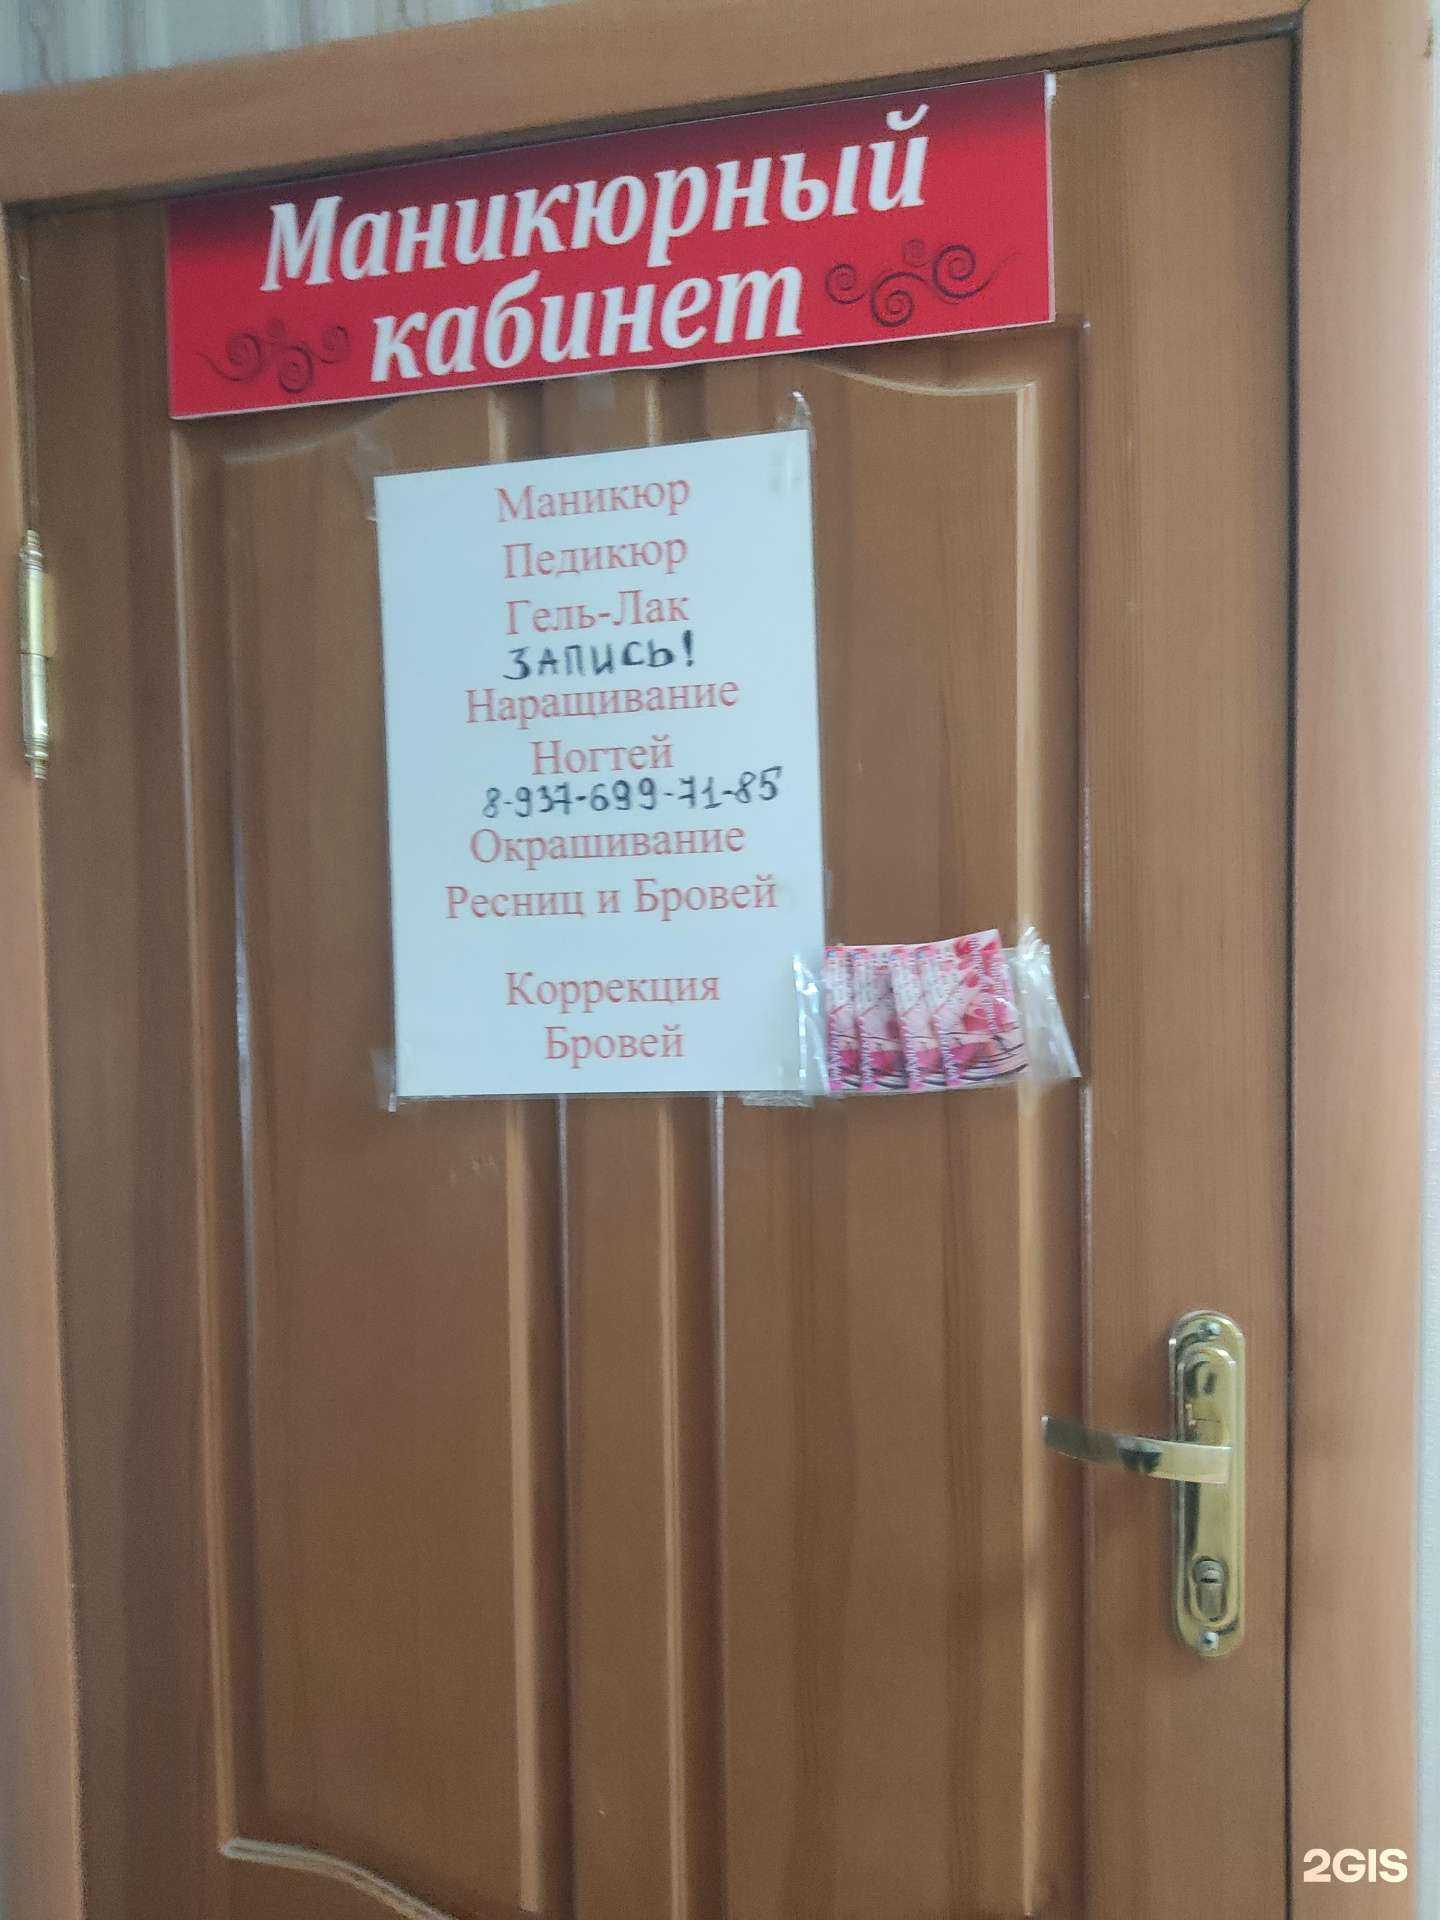 Маникюрный
кабинет
Маникюр
Педикюр
Гель-Лак
ЗАПИСЬ!
Наращивание
Ногтей
8-937-699-71-85
Окрашивание
Ресниц и Бровей
Коррекция
Бровей
2GIS